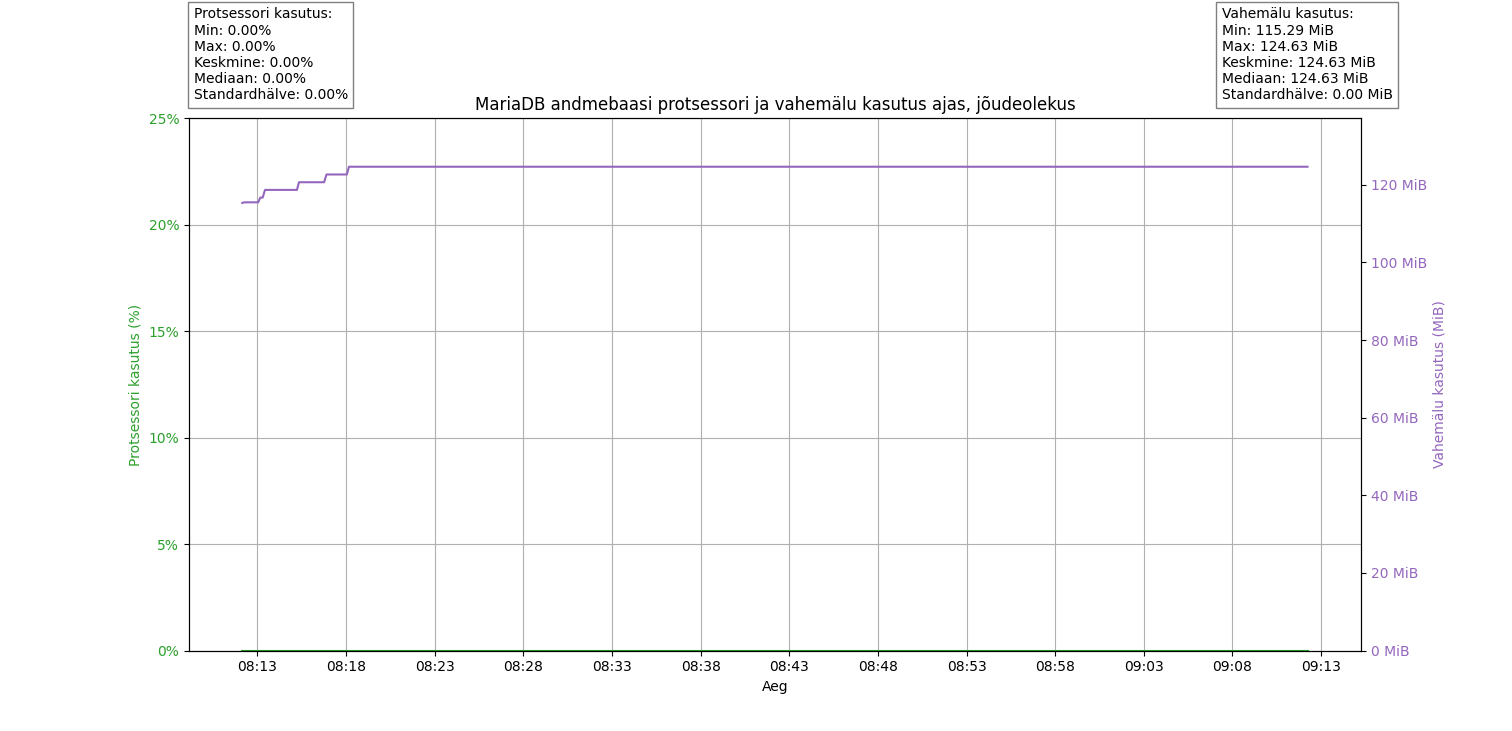 Protsessori kasutus:
Min: 0.00%
Max: 0.00%
Keskmine: 0.00%
Mediaan: 0.00%
Standardhälve: 0.00%
Vahemälu kasutus:
Min: 115.29 MiB
Max: 124.63 MiB
Keskmine: 124.63 MiB
Mediaan: 124.63 MiB
Standardhälve: 0.00 MiB
MariaDB andmebaasi protsessori ja vahemälu kasutus ajas, jõudeolekus
25%
20%
15%
10%
5%
0%
Protsessori kasutus (%)
120 MiB
100 MiB
80 MiB
60 MiB
40 MiB
20 MiB
0 MiB
Vahemälu kasutus (MiB)
08:13 08:18 08:23 08:28 08:33 08:38 08:43 08:48 08:53 08:58 09:03 09:08 09:13
Aeg